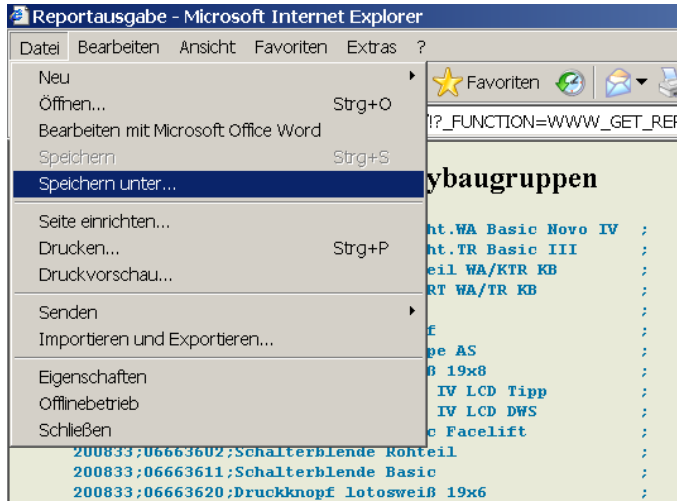 Reportausgabe - Microsoft Internet Explorer
Datei Bearbeiten Ansicht Favoriten Extras ?
Neu
Öffnen... Strg+O
Bearbeiten mit Microsoft Office Word
Speichern Strg+S
Speichern unter...
Seite einrichten...
Drucken... Strg+P
Druckvorschau...
Senden
Importieren und Exportieren...
Eigenschaften
Offlinebetrieb
Schließen
Favoriten
!?_FUNCTION=WWW_GET_REP
ybaugruppen
ht.WA Basic Novo IV ;
ht.TR Basic III ;
eil WA/KTR KB ;
RT WA/TR KB ;
;
f ;
pe AS ;
ß 19x8 ;
IV LCD Tipp ;
IV LCD DWS ;
c Facelift ;
200833;06663602;Schalterblende Rohteil ;
200833;06663611;Schalterblende Basic ;
200833;06663620;Druckknopf lotosweiß 19x6 ;